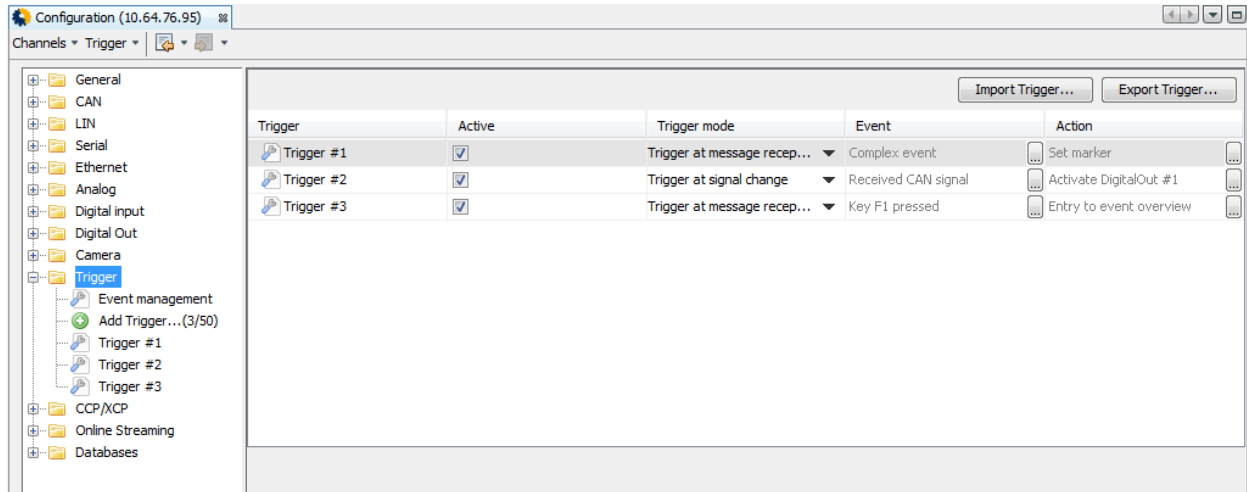 Configuration (10.64.76.95)
Channels Trigger
General
CAN
LIN
Serial
Ethernet
Analog
Digital input
Digital Out
Camera
Trigger
Event management
Add Trigger...(3/50)
Trigger #1
Trigger #2
Trigger #3
CCP/XCP
Online Streaming
Databases
Import Trigger... Export Trigger...
Trigger Active Trigger mode Event Action
Trigger #1 Trigger at message recep... Complex event ... Set marker ...
Trigger #2 Trigger at signal change Received CAN signal ... Activate DigitalOut #1 ...
Trigger #3 Trigger at message recep... Key F1 pressed ... Entry to event overview ...